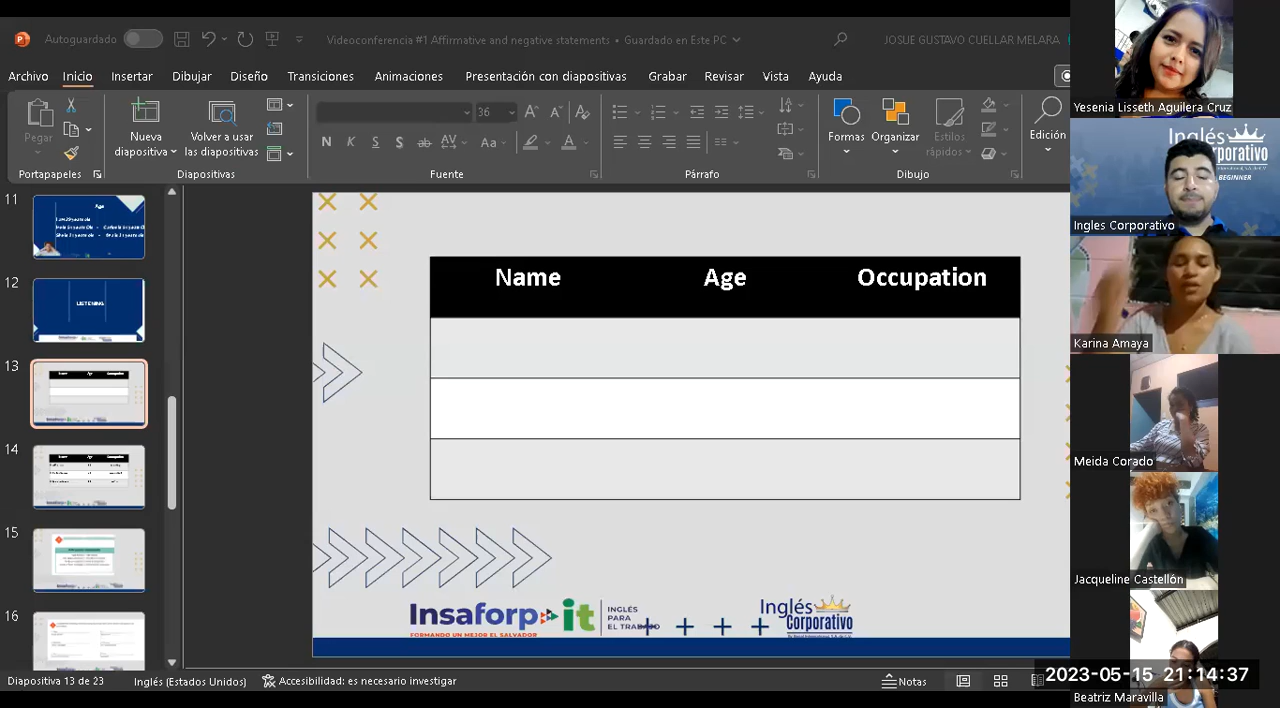 Autoguardado
Videoconferencia #1 Affirmative and negative statements • Guardado en Este PC
JOSUE GUSTAVO CUELLAR MELARA
Archivo Inicio Insertar Dibujar Diseño Transiciones Animaciones Presentación con diapositivas Grabar Revisar Vista Ayuda
Pegar
Nueva diapositiva
Volver a usar las diapositivas
36
N K S S ab AV Aa A
Formas
Organizar
Estilos rápidos
Edición
Portapapeles
Diapositivas
Fuente
Párrafo
Dibujo
11
Age
12
LISTENING
13
14
15
16
Name Age Occupation
Insaforp it
INGLÉS
PARA
EL TRABAJO
FORMANDO UN MEJOR EL SALVADOR
Inglés
Corporativo
Diapositiva 13 de 23
Inglés (Estados Unidos)
Accesibilidad: es necesario investigar
Notas
Yesenia Lisseth Aguilera Cruz
Inglés
BEGINNER
Ingles Corporativo
Karina Amaya
Meida Corado
Jacqueline Castellón
2023-05-15 21:14:37
Beatriz Maravilla